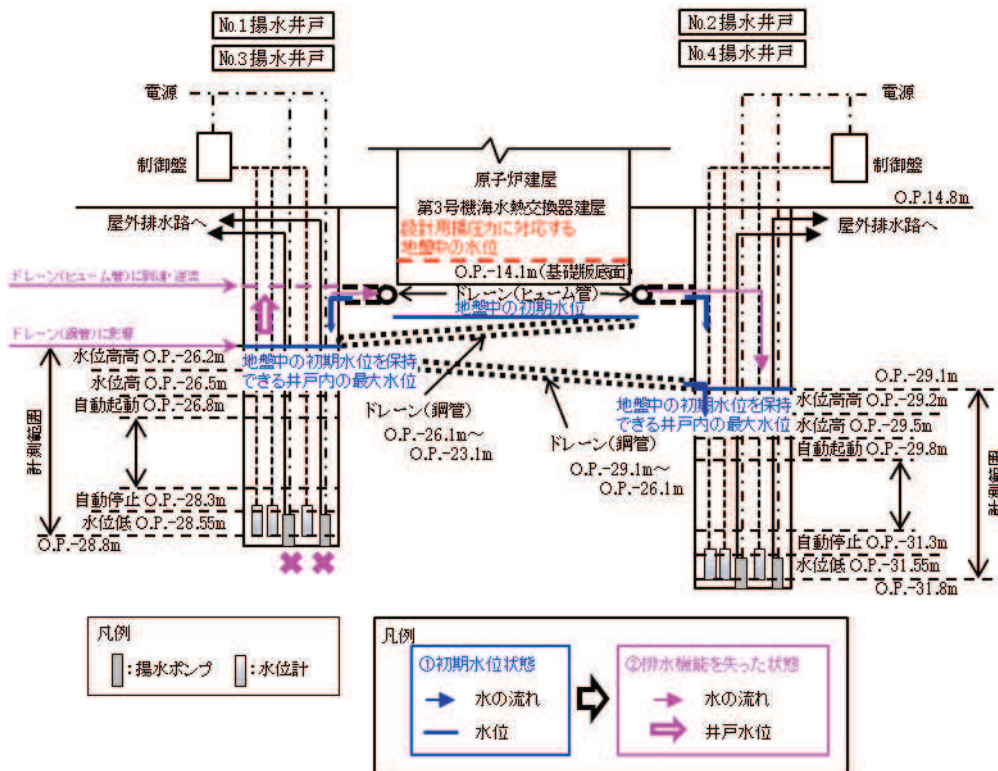 No.1揚水井戸
No.3揚水井戸
No.2揚水井戸
No.4揚水井戸
電源
制御盤
電源
制御盤
原子炉建屋
第3号機海水熱交換器建屋
設計用揚圧力に対応する
地盤中の水位
O.P.-14.1m(基礎版底面)
O.P.14.8m
屋外排水路へ
屋外排水路へ
ドレーン(ヒューム管)に到達・逆流
ドレーン(ヒューム管)
地盤中の初期水位
ドレーン(鋼管)に影響
水位高高 O.P.-26.2m
水位高 O.P.-26.5m
自動起動 O.P.-26.8m
計測範囲
自動停止 O.P.-28.3m
水位低 O.P.-28.55m
O.P.-28.8m
地盤中の初期水位を保持
できる井戸内の最大水位
ドレーン(鋼管)
O.P.-26.1m～
O.P.-23.1m
ドレーン(鋼管)
O.P.-29.1m～
O.P.-26.1m
地盤中の初期水位を保持
できる井戸内の最大水位
O.P.-29.1m
水位高高 O.P.-29.2m
水位高 O.P.-29.5m
自動起動 O.P.-29.8m
計測範囲
自動停止 O.P.-31.3m
水位低 O.P.-31.55m
O.P.-31.8m
凡例
:揚水ポンプ
:水位計
凡例
①初期水位状態
水の流れ
水位
②排水機能を失った状態
水の流れ
井戸水位